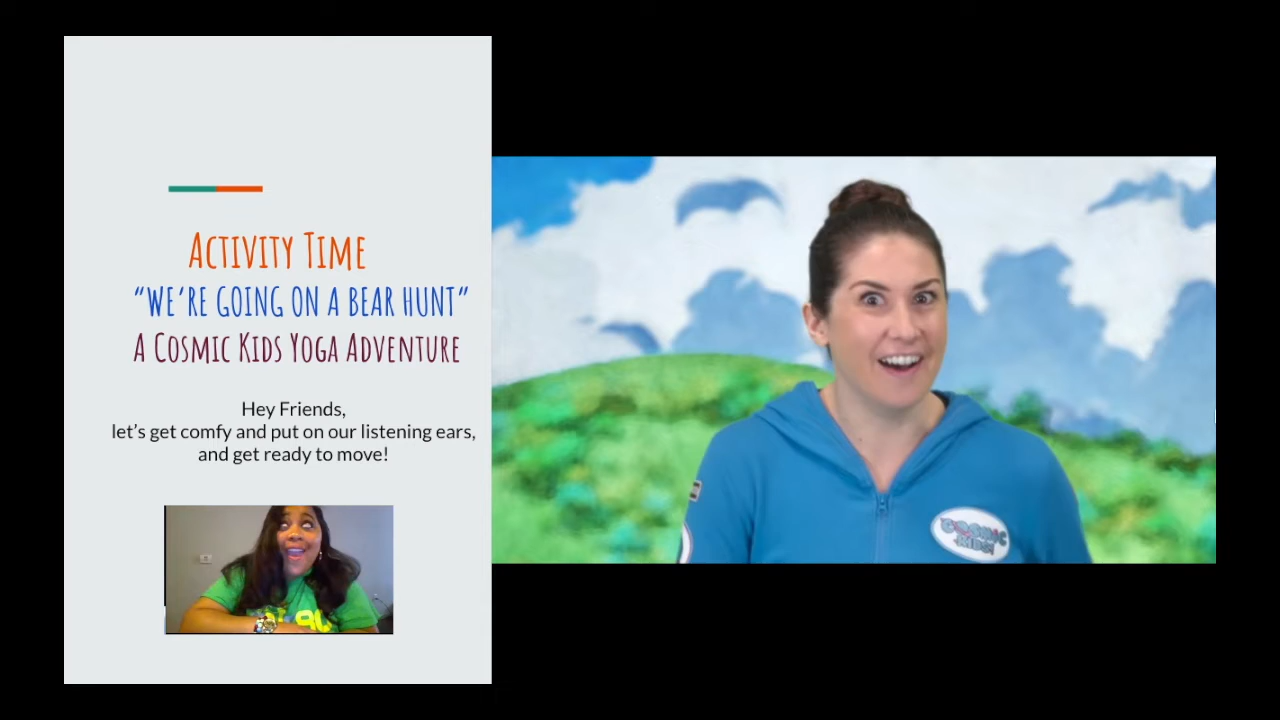 Activity Time
“We’re Going on a Bear Hunt”
A Cosmic Kids Yoga Adventure
Hey Friends,
let’s get comfy and put on our listening ears,
and get ready to move!
COSMIC
KIDS!